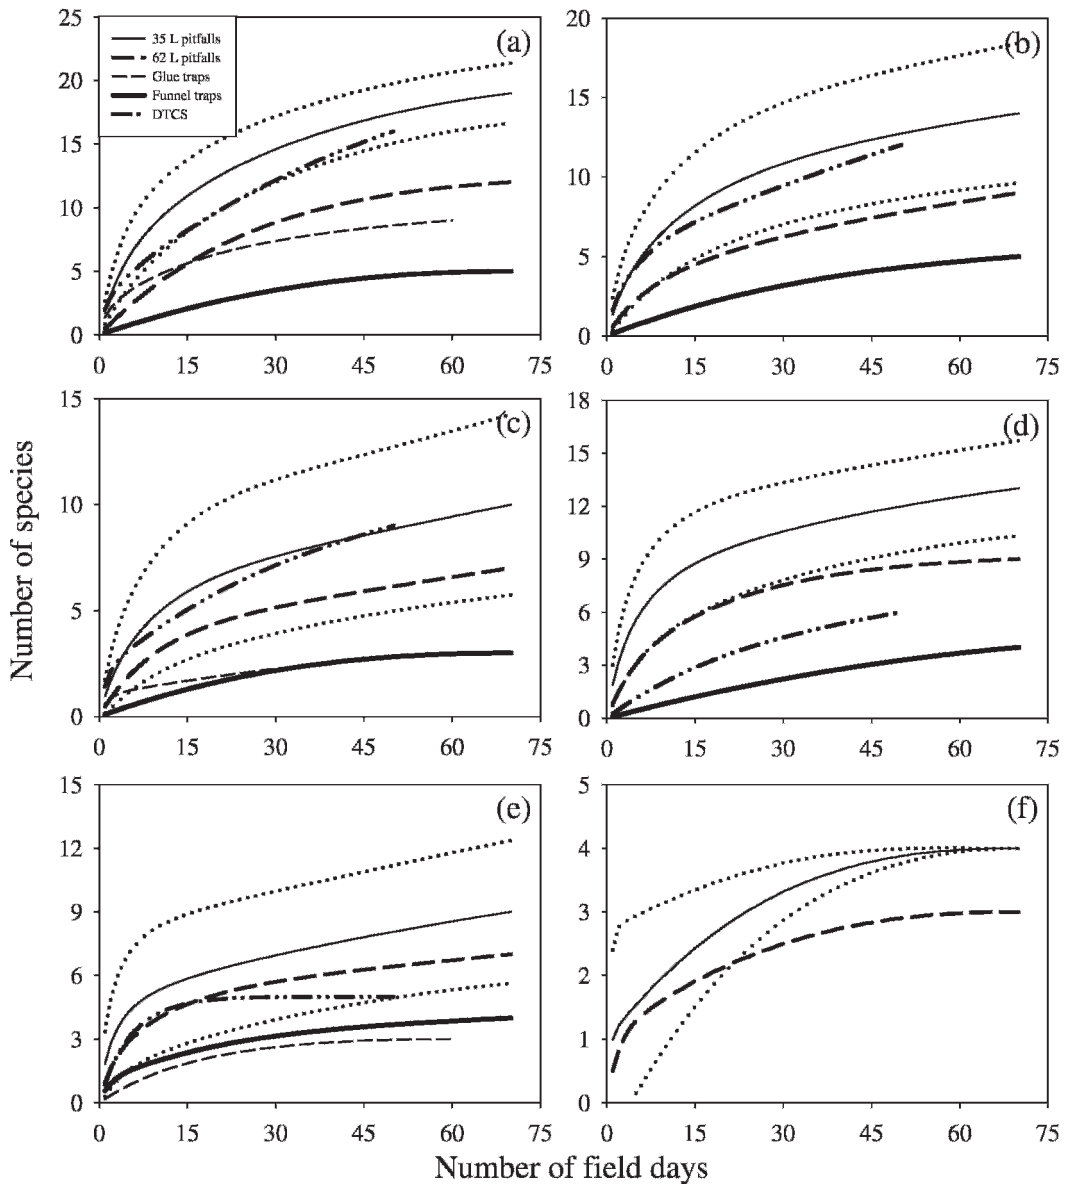 25
20
15
10
5
0
35 L pitfalls
62 L pitfalls
Glue traps
Funnel traps
DTCS
(a)
0 15 30 45 60 75
20
15
10
5
0
(b)
0 15 30 45 60 75
15
10
5
0
(c)
0 15 30 45 60 75
18
15
12
9
6
3
0
(d)
0 15 30 45 60 75
15
12
9
6
3
0
(e)
0 15 30 45 60 75
5
4
3
2
1
0
(f)
0 15 30 45 60 75
Number of species
Number of field days